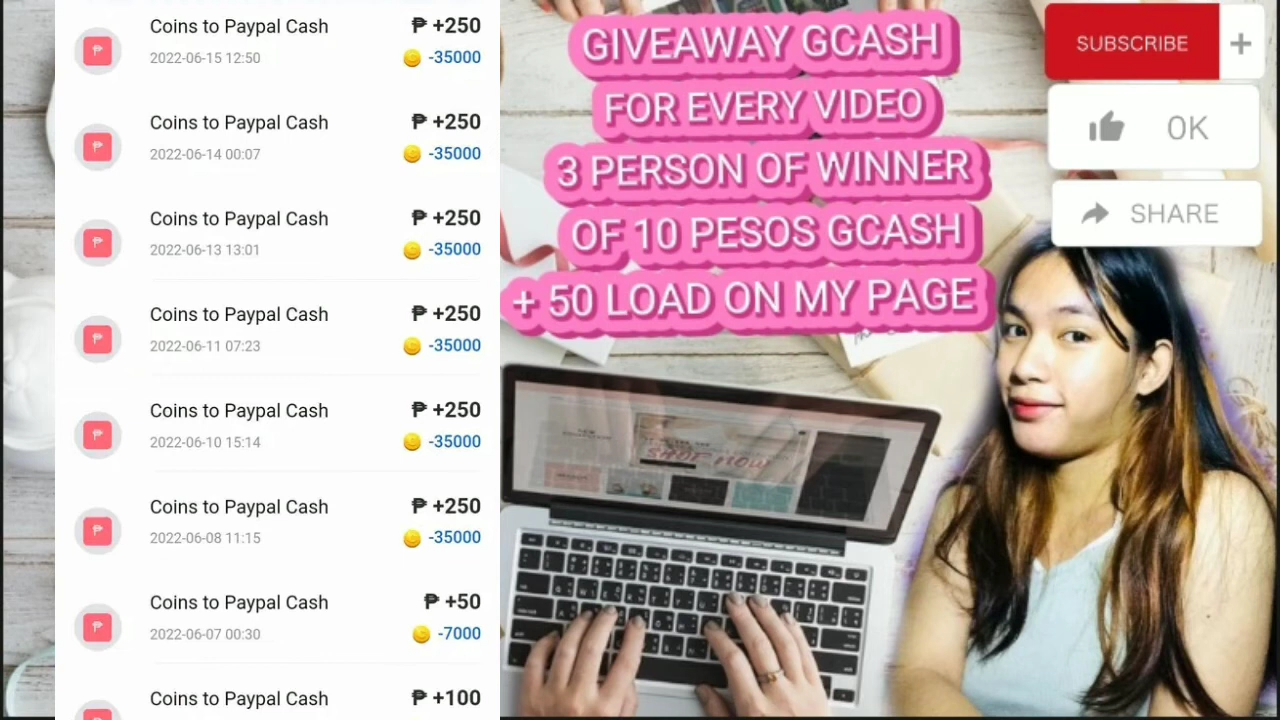 Coins to Paypal Cash
₱ +250
2022-06-15 12:50
-35000
Coins to Paypal Cash
₱ +250
2022-06-14 00:07
-35000
Coins to Paypal Cash
₱ +250
2022-06-13 13:01
-35000
Coins to Paypal Cash
₱ +250
2022-06-11 07:23
-35000
Coins to Paypal Cash
₱ +250
2022-06-10 15:14
-35000
Coins to Paypal Cash
₱ +250
2022-06-08 11:15
-35000
Coins to Paypal Cash
₱ +50
2022-06-07 00:30
-7000
Coins to Paypal Cash
₱ +100
GIVEAWAY GCASH
FOR EVERY VIDEO
3 PERSON OF WINNER
OF 10 PESOS GCASH
+ 50 LOAD ON MY PAGE
SUBSCRIBE +
0K
SHARE
SHOP NOW